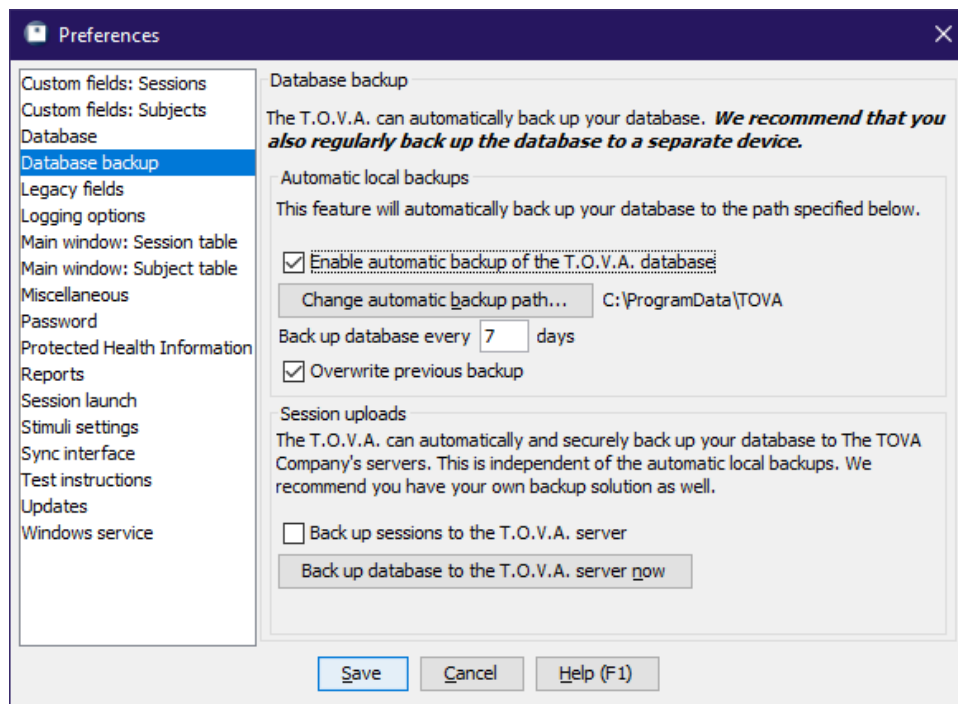 Preferences
Custom fields: Sessions
Custom fields: Subjects
Database
Database backup
Legacy fields
Logging options
Main window: Session table
Main window: Subject table
Miscellaneous
Password
Protected Health Information
Reports
Session launch
Stimuli settings
Sync interface
Test instructions
Updates
Windows service
Database backup
The T.O.V.A. can automatically back up your database. We recommend that you
also regularly back up the database to a separate device.
Automatic local backups
This feature will automatically back up your database to the path specified below.
Enable automatic backup of the T.O.V.A. database
Change automatic backup path... C:\ProgramData\TOVA
Back up database every 7 days
Overwrite previous backup
Session uploads
The T.O.V.A. can automatically and securely back up your database to The TOVA
Company's servers. This is independent of the automatic local backups. We
recommend you have your own backup solution as well.
Back up sessions to the T.O.V.A. server
Back up database to the T.O.V.A. server now
Save Cancel Help (F1)